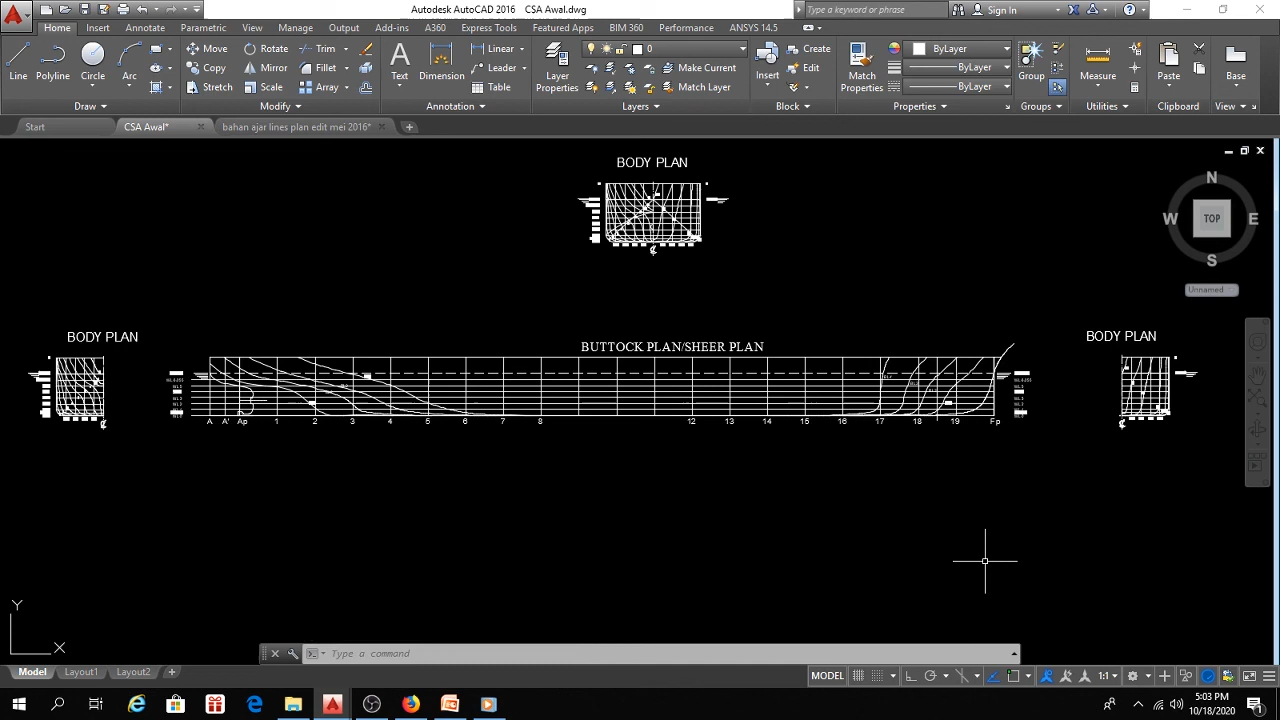 Autodesk AutoCAD 2016 CSA Awal.dwg
Type a keyword or phrase
Sign In
Home Insert Annotate Parametric View Manage Output Add-ins A360 Express Tools Featured Apps BIM 360 Performance ANSYS 14.5
Line Polyline Circle Arc
Move Rotate Trim
Copy Mirror Fillet
Stretch Scale Array
Text Dimension
Linear
Leader
Table
Layer Properties
0
Make Current
Match Layer
Insert
Create
Edit
Match Properties
ByLayer
ByLayer
ByLayer
Group
Measure
Paste
Base
Draw Modify Annotation Layers Block Properties Groups Utilities Clipboard View
Start CSA Awal* bahan ajar lines plan edit mei 2016*
BODY PLAN
N
W TOP E
S
Unnamed
BODY PLAN
BUTTOCK PLAN/SHEER PLAN
BODY PLAN
A A' Ap 1 2 3 4 5 6 7 8 12 13 14 15 16 17 18 19 Fp
Y
X
Type a command
Model Layout1 Layout2
MODEL 1:1
5:03 PM
10/18/2020